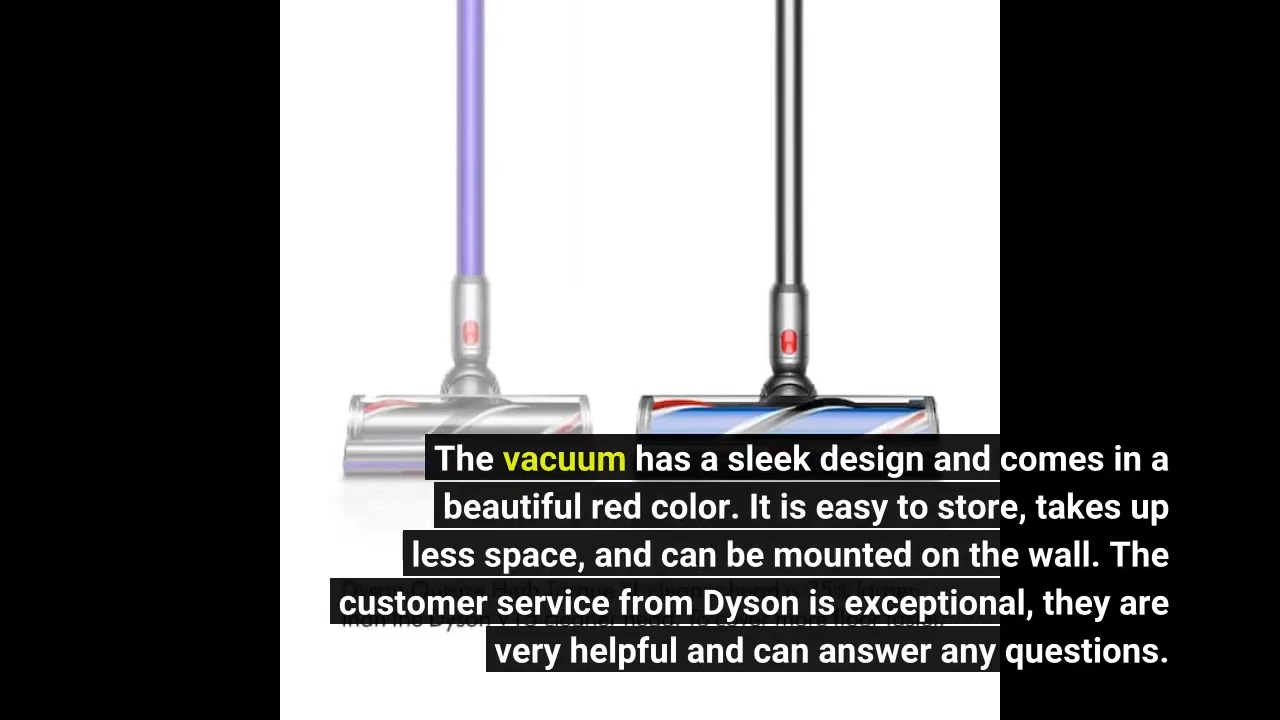 The vacuum has a sleek design and comes in a
beautiful red color. It is easy to store, takes up
less space, and can be mounted on the wall. The
customer service from Dyson is exceptional, they are
very helpful and can answer any questions.